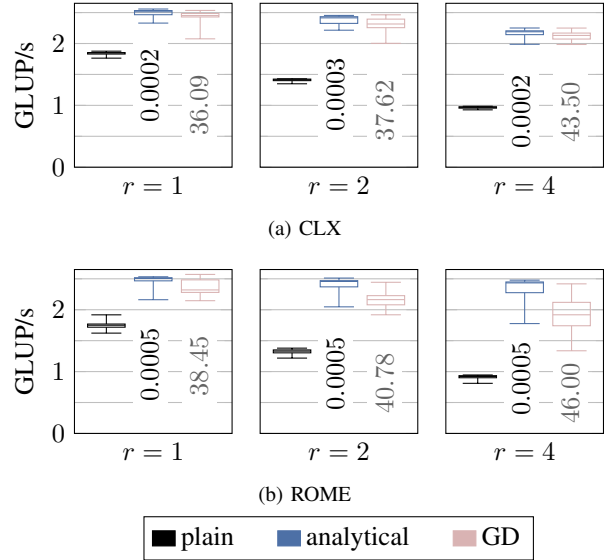 GLUP/s
2
1
0
0.0002
36.09
0.0003
37.62
0.0002
43.50
r = 1
r = 2
r = 4
(a) CLX
GLUP/s
2
1
0
0.0005
38.45
0.0005
40.78
0.0005
46.00
r = 1
r = 2
r = 4
(b) ROME
plain analytical GD